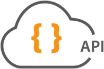 { } API